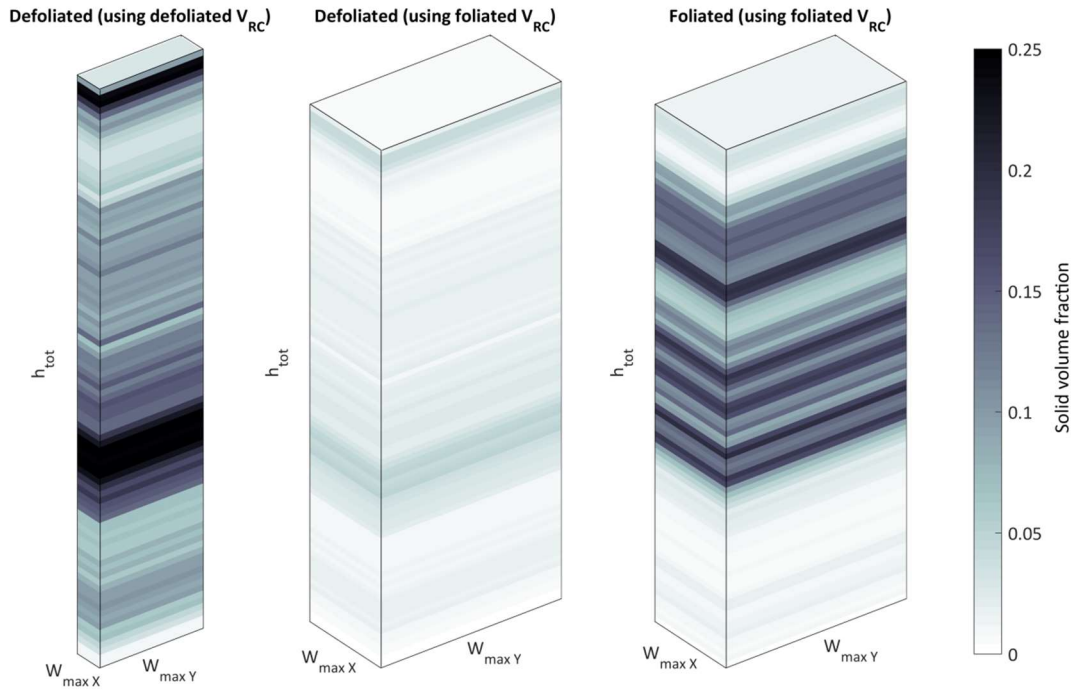 Defoliated (using defoliated V_RC)
Defoliated (using foliated V_RC)
Foliated (using foliated V_RC)
h_tot
W_max X
W_max Y
h_tot
W_max X
W_max Y
h_tot
W_max X
W_max Y
0.25
0.2
0.15
0.1
0.05
0
Solid volume fraction